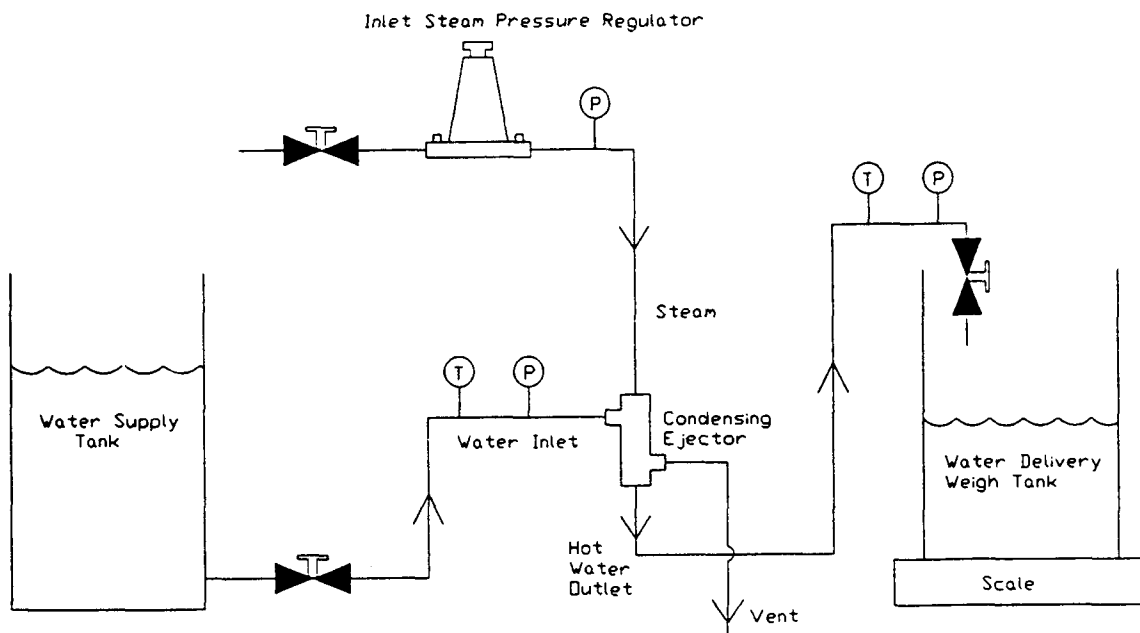 Inlet Steam Pressure Regulator
P
T
P
Steam
T
P
Water Supply
Tank
Water Inlet
Condensing
Ejector
Water Delivery
Weigh Tank
Hot
Water
Outlet
Scale
Vent